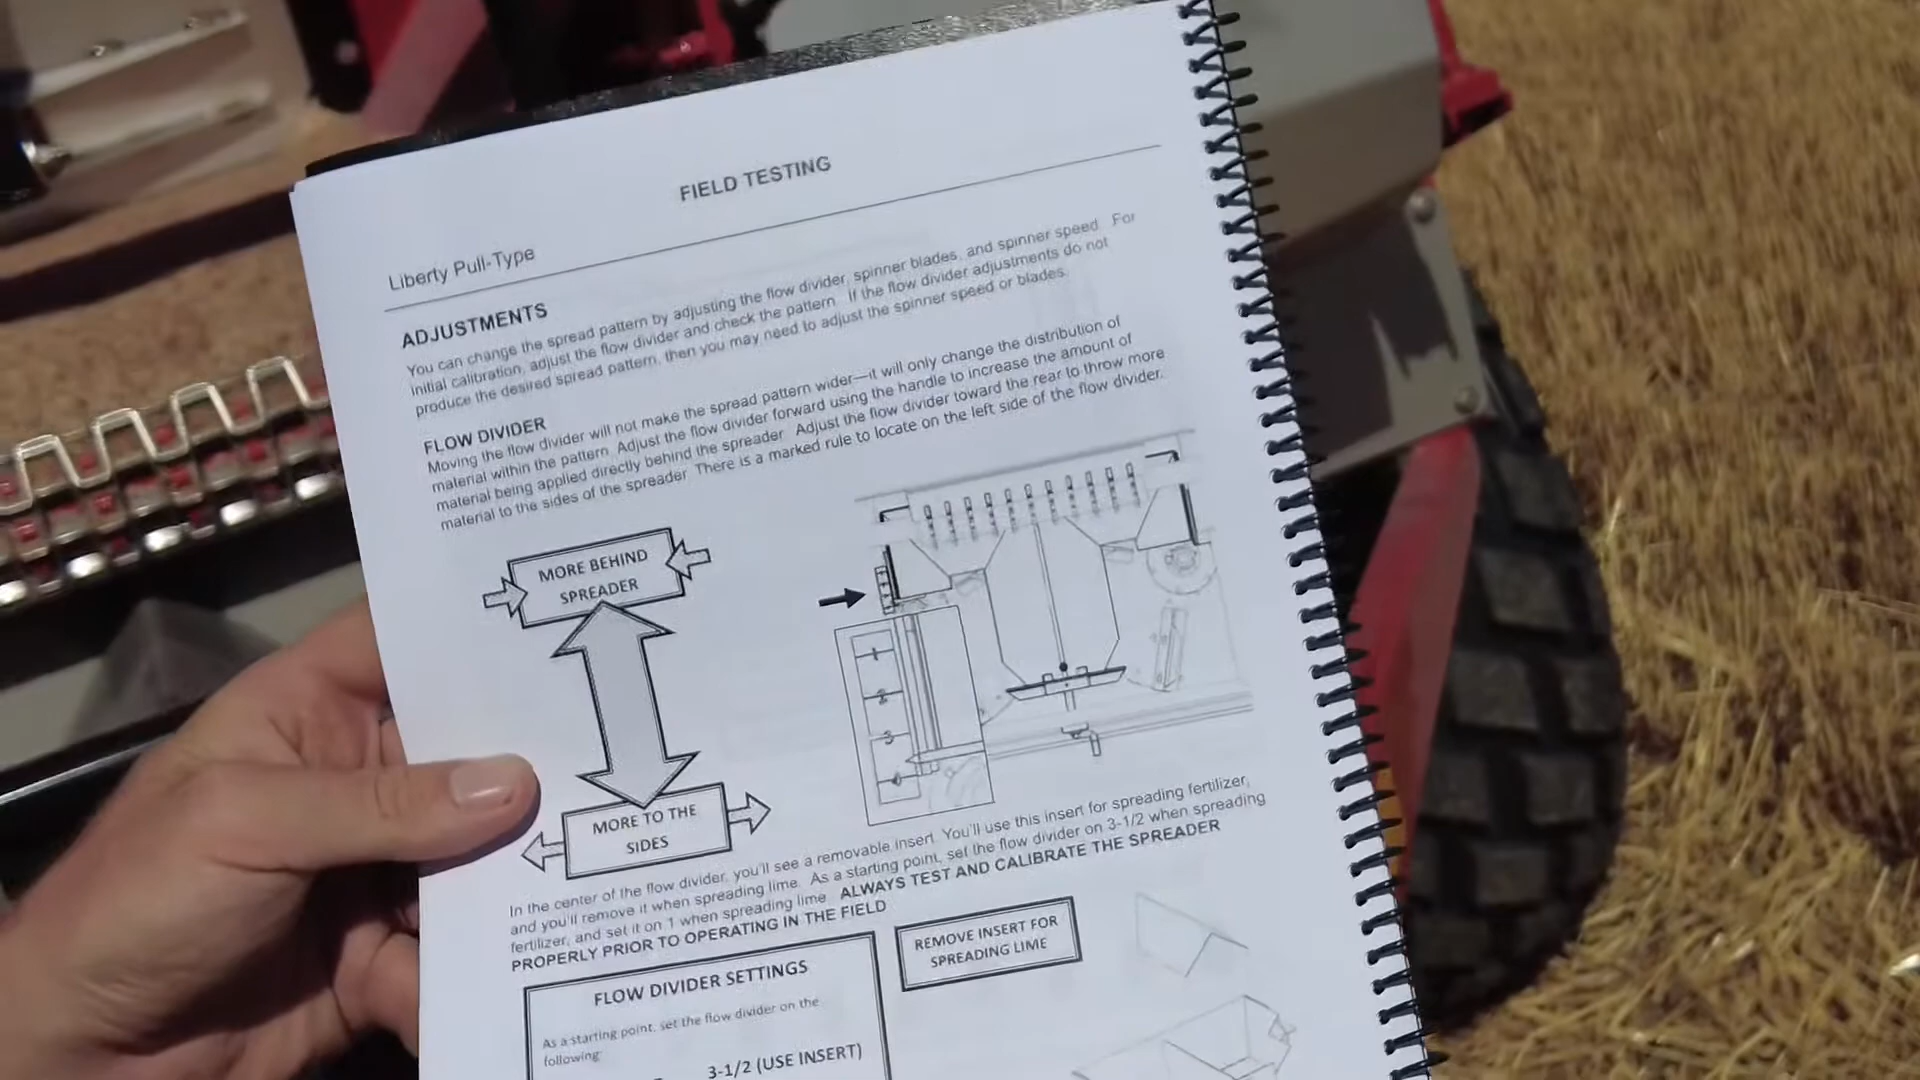 FIELD TESTING
Liberty Pull-Type
ADJUSTMENTS
You can change the spread pattern by adjusting the flow divider, spinner blades, and spinner speed. For
initial calibration, adjust the flow divider and check the pattern. If the flow divider adjustments do not
produce the desired spread pattern, then you may need to adjust the spinner speed or blades.
FLOW DIVIDER
Moving the flow divider will not make the spread pattern wider—it will only change the distribution of
material within the pattern. Adjust the flow divider forward using the handle to increase the amount of
material being applied directly behind the spreader. Adjust the flow divider toward the rear to throw more
material to the sides of the spreader. There is a marked rule to locate on the left side of the flow divider.
MORE BEHIND
SPREADER
1
2
3
4
MORE TO THE
SIDES
In the center of the flow divider, you'll see a removable insert. You'll use this insert for spreading fertilizer,
and you'll remove it when spreading lime. As a starting point, set the flow divider on 3-1/2 when spreading
fertilizer, and set it on 1 when spreading lime. ALWAYS TEST AND CALIBRATE THE SPREADER
PROPERLY PRIOR TO OPERATING IN THE FIELD
REMOVE INSERT FOR
SPREADING LIME
FLOW DIVIDER SETTINGS
As a starting point, set the flow divider on the
following:
3-1/2 (USE INSERT)